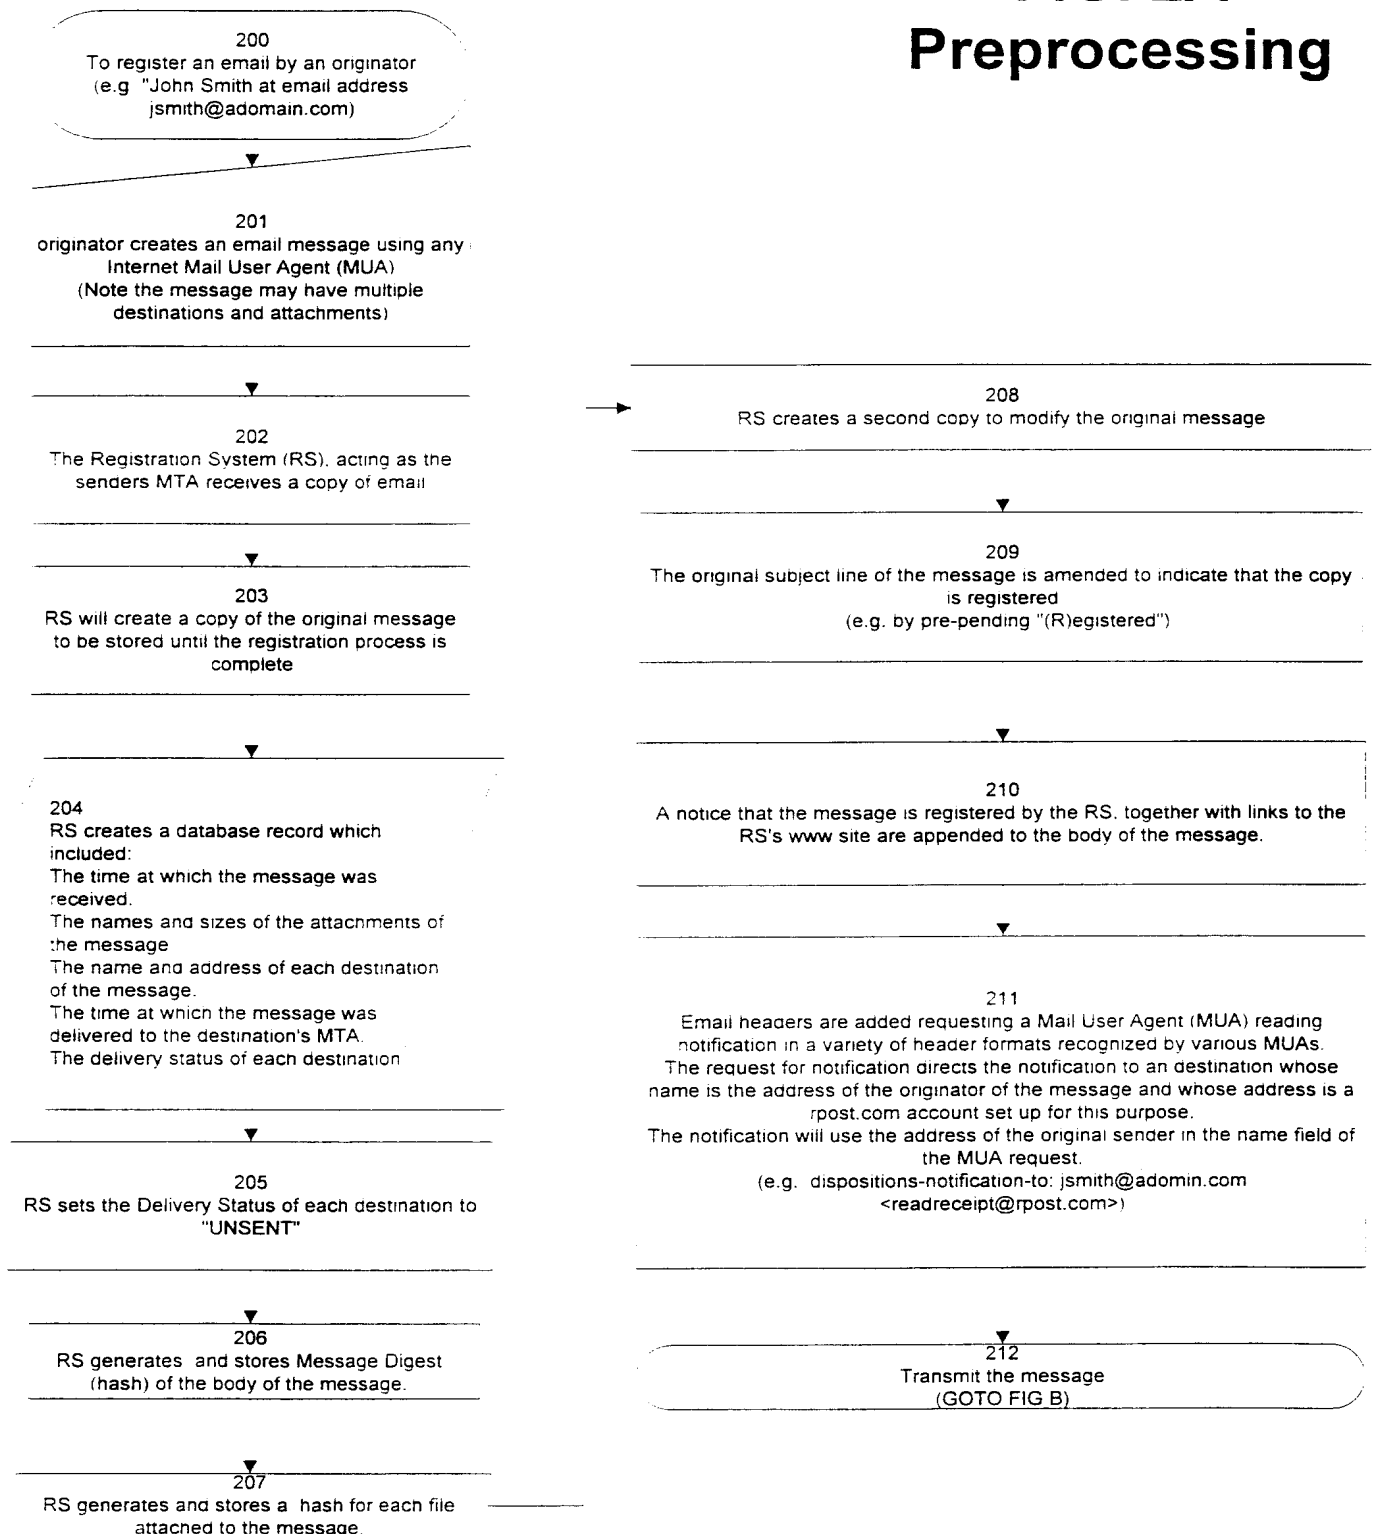 Preprocessing
200
To register an email by an originator
(e.g "John Smith at email address
jsmith@adomain.com)
201
originator creates an email message using any
Internet Mail User Agent (MUA)
(Note the message may have multiple
destinations and attachments)
202
The Registration System (RS), acting as the
senders MTA receives a copy of email
203
RS will create a copy of the original message
to be stored until the registration process is
complete
204
RS creates a database record which
included:
The time at which the message was
received.
The names and sizes of the attachments of
the message
The name and address of each destination
of the message.
The time at which the message was
delivered to the destination's MTA.
The delivery status of each destination
205
RS sets the Delivery Status of each destination to
"UNSENT"
206
RS generates and stores Message Digest
(hash) of the body of the message.
207
RS generates and stores a hash for each file
attached to the message.
208
RS creates a second copy to modify the original message
209
The original subject line of the message is amended to indicate that the copy
is registered
(e.g. by pre-pending "(R)egistered")
210
A notice that the message is registered by the RS, together with links to the
RS's www site are appended to the body of the message.
211
Email headers are added requesting a Mail User Agent (MUA) reading
notification in a variety of header formats recognized by various MUAs.
The request for notification directs the notification to an destination whose
name is the address of the originator of the message and whose address is a
rpost.com account set up for this purpose.
The notification will use the address of the original sender in the name field of
the MUA request.
(e.g. dispositions-notification-to: jsmith@adomin.com
<readreceipt@rpost.com>)
212
Transmit the message
(GOTO FIG B)